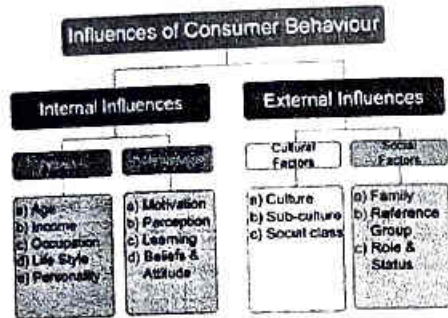 Influences of Consumer Behaviour
Internal Influences
External Influences
Cultural
Factors
Social
Factors
a) Age
b) Income
c) Occupation
d) Life Style
e) Personality
a) Motivation
b) Perception
c) Learning
d) Beliefs &
Attitude
a) Culture
b) Sub-culture
c) Social class
a) Family
b) Reference
Group
c) Role &
Status